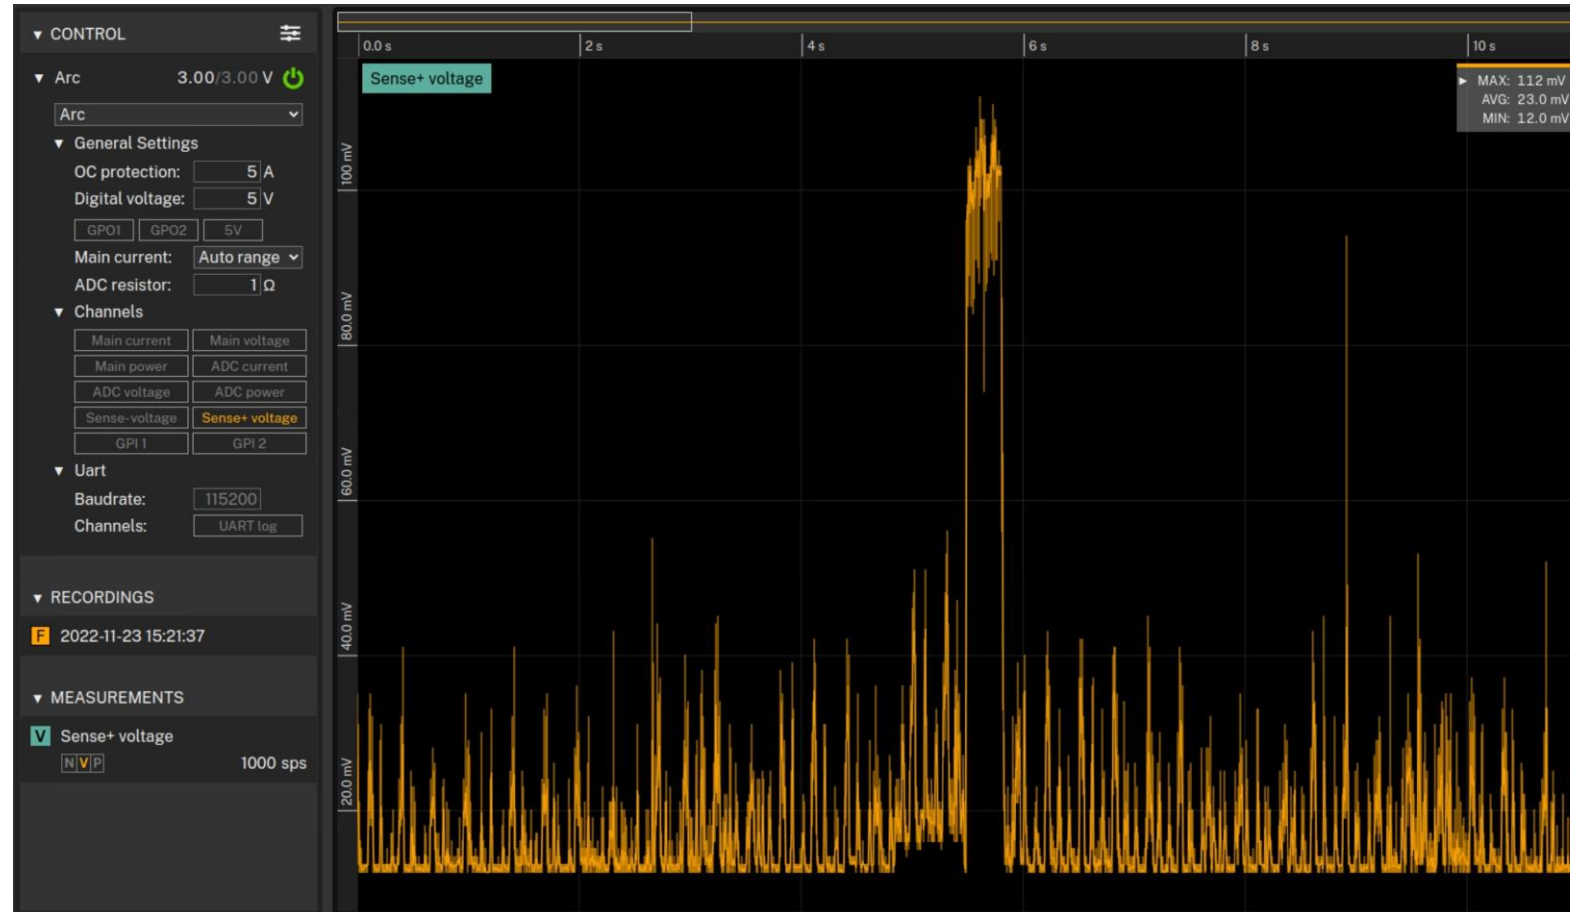 ▼ CONTROL
▼ Arc 3.00/3.00 V
Arc
▼ General Settings
OC protection: 5 A
Digital voltage: 5 V
GPO1 GPO2 5V
Main current: Auto range
ADC resistor: 1 Ω
▼ Channels
Main current Main voltage
Main power ADC current
ADC voltage ADC power
Sense-voltage Sense+ voltage
GPI 1 GPI 2
▼ Uart
Baudrate: 115200
Channels: UART log
▼ RECORDINGS
F 2022-11-23 15:21:37
▼ MEASUREMENTS
V Sense+ voltage
N V P 1000 sps
0.0 s 2 s 4 s 6 s 8 s 10 s
Sense+ voltage
MAX: 112 mV
AVG: 23.0 mV
MIN: 12.0 mV
100 mV
80.0 mV
60.0 mV
40.0 mV
20.0 mV